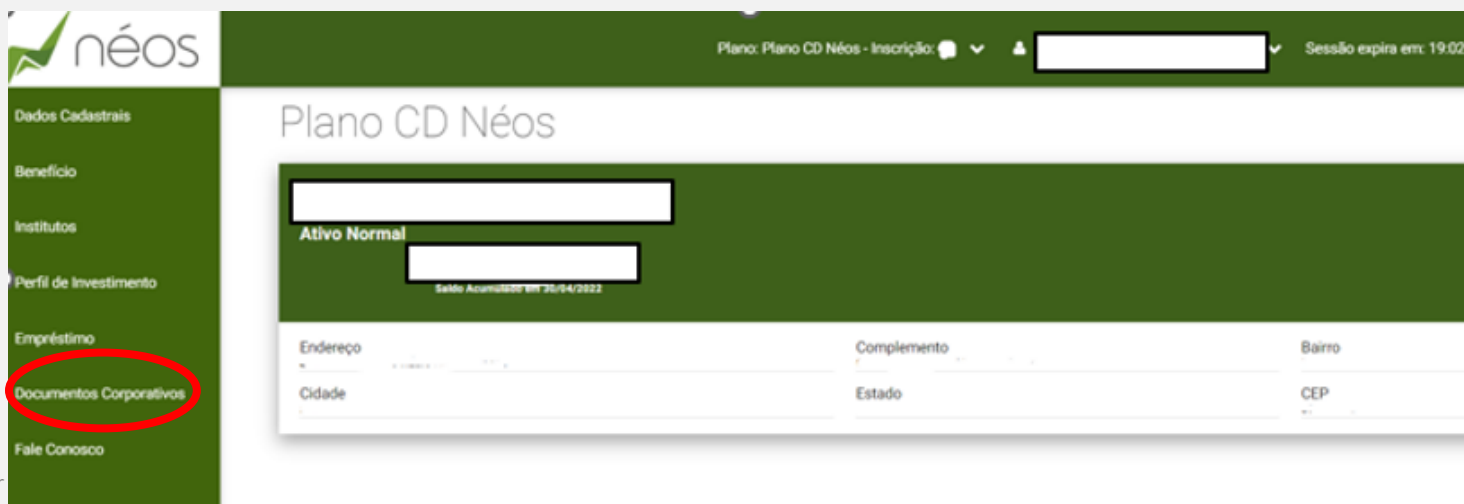 néos
Plano: Plano CD Néos - Inscrição:
Sessão expira em: 19:02
Dados Cadastrais
Benefício
Institutos
Perfil de Investimento
Empréstimo
Documentos Corporativos
Fale Conosco
Plano CD Néos
Ativo Normal
Saldo Acumulado em 30/04/2022
Endereço
Complemento
Bairro
Cidade
Estado
CEP